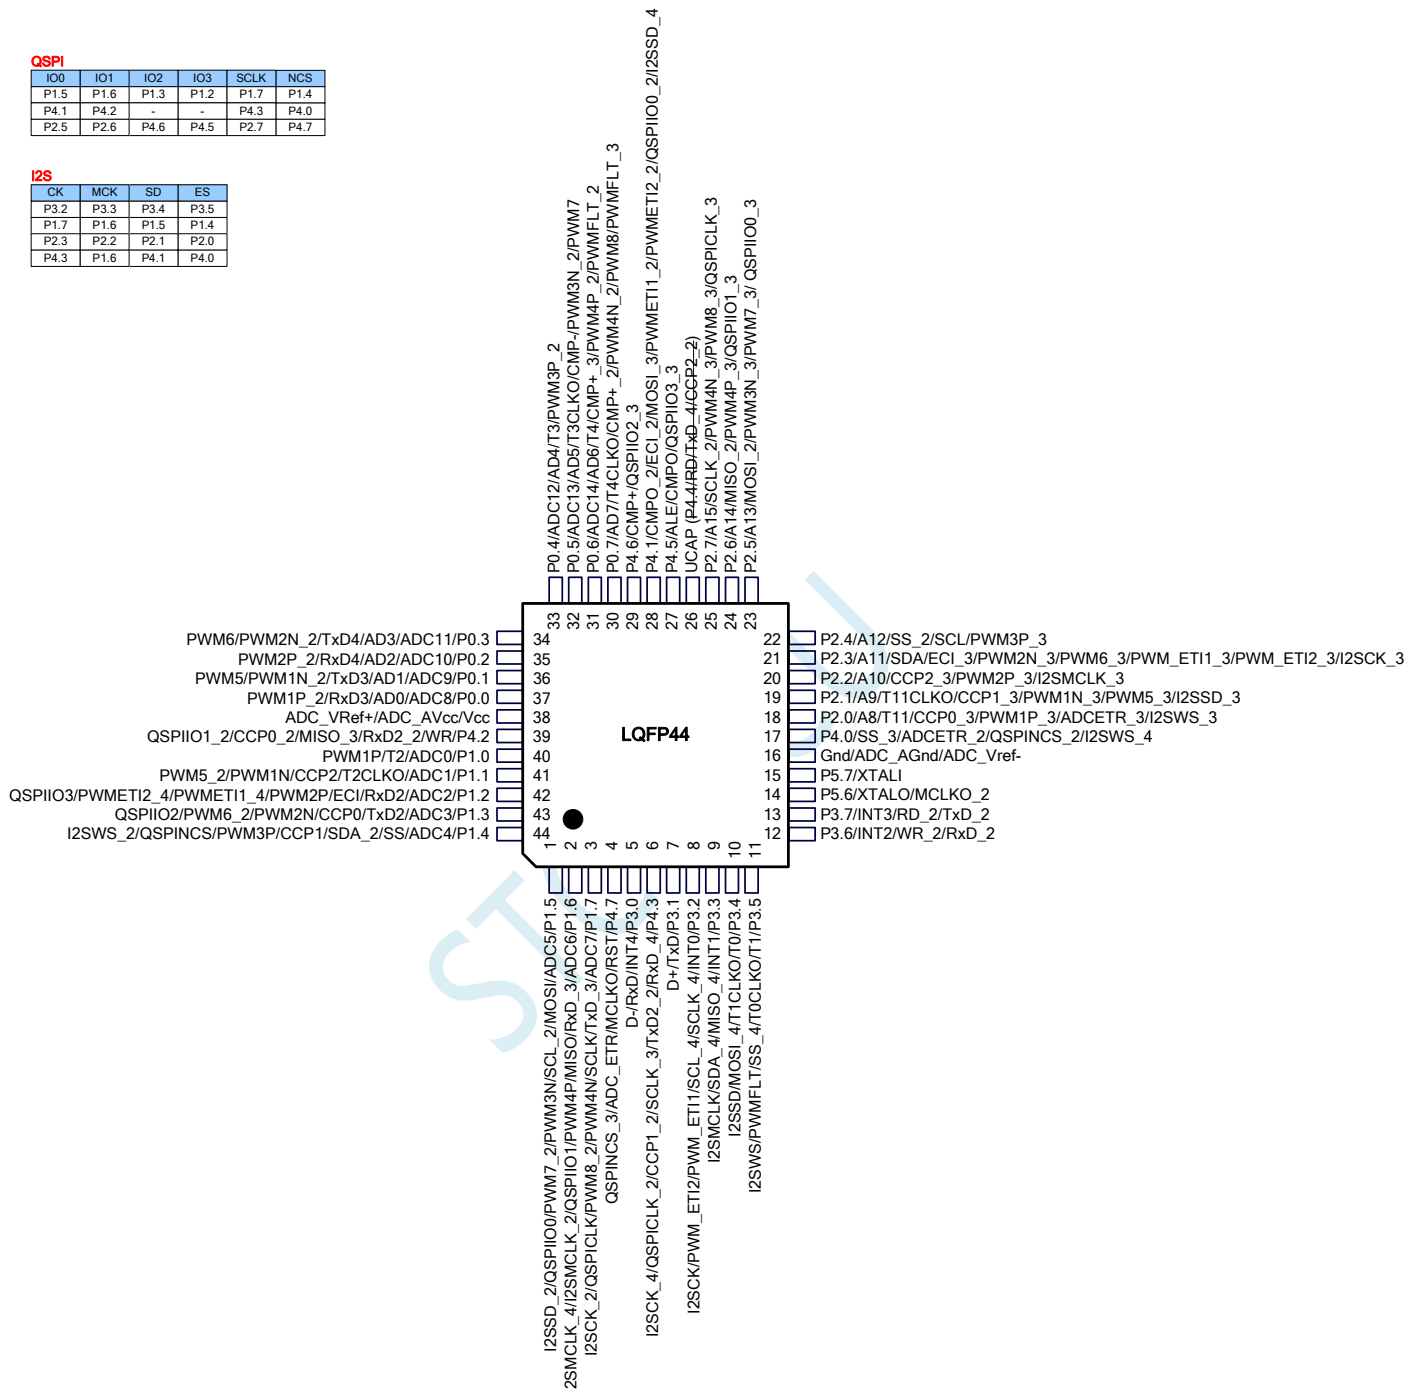 QSPI
IO0 IO1 IO2 IO3 SCLK NCS
P1.5 P1.6 P1.3 P1.2 P1.7 P1.4
P4.1 P4.2 - - P4.3 P4.0
P2.5 P2.6 P4.6 P4.5 P2.7 P4.7
I2S
CK MCK SD ES
P3.2 P3.3 P3.4 P3.5
P1.7 P1.6 P1.5 P1.4
P2.3 P2.2 P2.1 P2.0
P4.3 P1.6 P4.1 P4.0
P0.4/ADC12/AD4/T3/PWM3P_2
P0.5/ADC13/AD5/T3CLKO/CMP-/PWM3N_2/PWM7
P0.6/ADC14/AD6/T4/CMP+_3/PWM4P_2/PWMFLT_2
P0.7/AD7/T4CLKO/CMP+_2/PWM4N_2/PWM8/PWMFLT_3
P4.6/CMP+/QSPIIO2_3
P4.1/CMPO_2/ECI_2/MOSI_3/PWMETI1_2/PWMETI2_2/QSPIIO0_2/I2SSD_4
P4.5/ALE/CMPO/QSPIIO3_3
UCAP (P4.4/RD/TxD_4/CCP2_2)
P2.7/A15/SCLK_2/PWM4N_3/PWM8_3/QSPICLK_3
P2.6/A14/MISO_2/PWM4P_3/QSPIIO1_3
P2.5/A13/MOSI_2/PWM3N_3/PWM7_3/ QSPIIO0_3
33 32 31 30 29 28 27 26 25 24 23
PWM6/PWM2N_2/TxD4/AD3/ADC11/P0.3 34
PWM2P_2/RxD4/AD2/ADC10/P0.2 35
PWM5/PWM1N_2/TxD3/AD1/ADC9/P0.1 36
PWM1P_2/RxD3/AD0/ADC8/P0.0 37
ADC_VRef+/ADC_AVcc/Vcc 38
QSPIIO1_2/CCP0_2/MISO_3/RxD2_2/WR/P4.2 39
PWM1P/T2/ADC0/P1.0 40
PWM5_2/PWM1N/CCP2/T2CLKO/ADC1/P1.1 41
QSPIIO3/PWMETI2_4/PWMETI1_4/PWM2P/ECI/RxD2/ADC2/P1.2 42
QSPIIO2/PWM6_2/PWM2N/CCP0/TxD2/ADC3/P1.3 43
I2SWS_2/QSPINCS/PWM3P/CCP1/SDA_2/SS/ADC4/P1.4 44
LQFP44
22 P2.4/A12/SS_2/SCL/PWM3P_3
21 P2.3/A11/SDA/ECI_3/PWM2N_3/PWM6_3/PWM_ETI1_3/PWM_ETI2_3/I2SCK_3
20 P2.2/A10/CCP2_3/PWM2P_3/I2SMCLK_3
19 P2.1/A9/T11CLKO/CCP1_3/PWM1N_3/PWM5_3/I2SSD_3
18 P2.0/A8/T11/CCP0_3/PWM1P_3/ADCETR_3/I2SWS_3
17 P4.0/SS_3/ADCETR_2/QSPINCS_2/I2SWS_4
16 Gnd/ADC_AGnd/ADC_Vref-
15 P5.7/XTALI
14 P5.6/XTALO/MCLKO_2
13 P3.7/INT3/RD_2/TxD_2
12 P3.6/INT2/WR_2/RxD_2
1 2 3 4 5 6 7 8 9 10 11
I2SSD_2/QSPIIO0/PWM7_2/PWM3N/SCL_2/MOSI/ADC5/P1.5
2SMCLK_4/I2SMCLK_2/QSPIIO1/PWM4P/MISO/RxD_3/ADC6/P1.6
I2SCK_2/QSPICLK/PWM8_2/PWM4N/SCLK/TxD_3/ADC7/P1.7
QSPINCS_3/ADC_ETR/MCLKO/RST/P4.7
D-/RxD/INT4/P3.0
I2SCK_4/QSPICLK_2/CCP1_2/SCLK_3/TxD2_2/RxD_4/P4.3
D+/TxD/P3.1
I2SCK/PWM_ETI2/PWM_ETI1/SCL_4/SCLK_4/INT0/P3.2
I2SMCLK/SDA_4/MISO_4/INT1/P3.3
I2SSD/MOSI_4/T1CLKO/T0/P3.4
I2SWS/PWMFLT/SS_4/T0CLKO/T1/P3.5